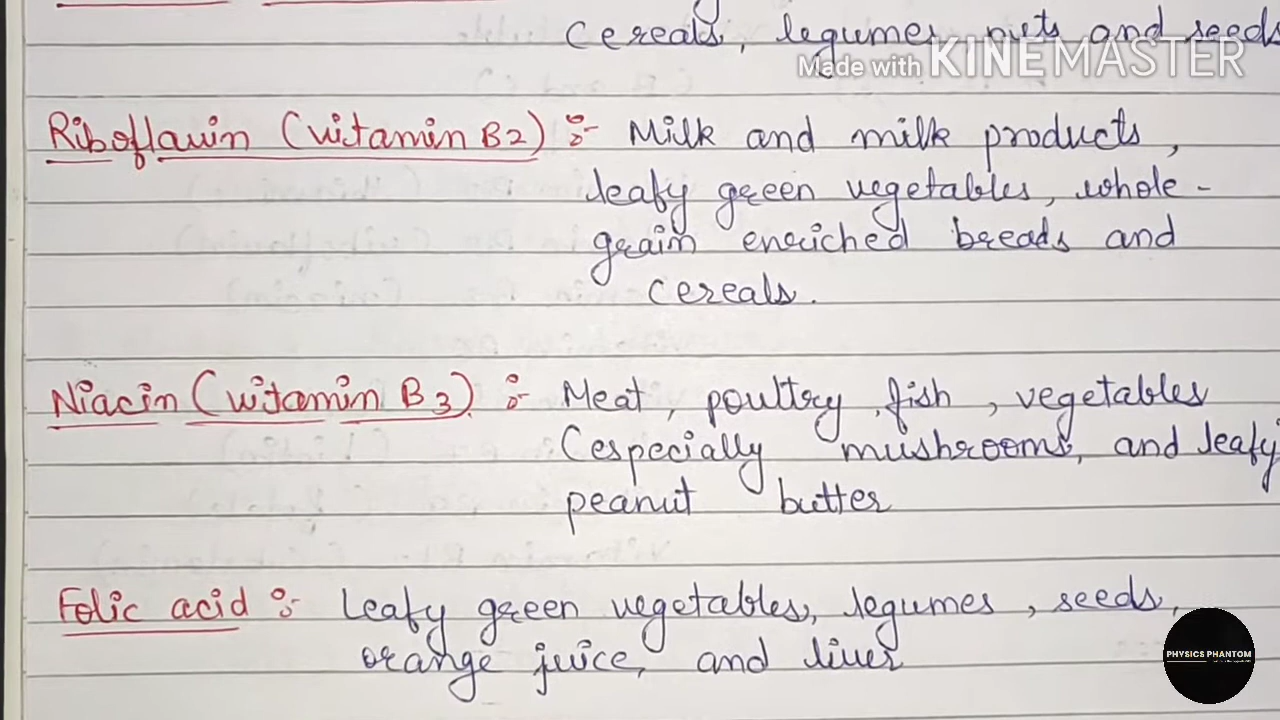 cereals, legumes nuts and seeds
Made with KINEMASTER
Riboflavin (vitamin B2) :- Milk and milk products,
leafy green vegetables, whole-
grain enriched breads and
cereals.
Niacin (vitamin B3) :- Meat, poultry, fish, vegetables
(especially mushrooms, and leafy
peanut butter
Folic acid :- Leafy green vegetables, legumes, seeds,
orange juice, and liver
PHYSICS PHANTOM